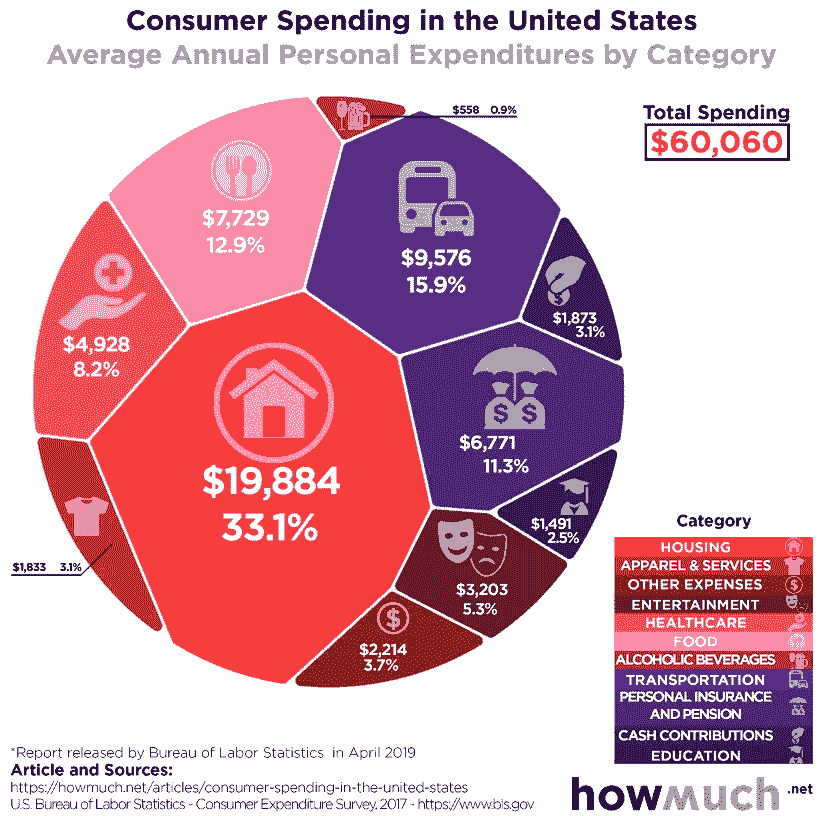 Consumer Spending in the United States
Average Annual Personal Expenditures by Category
$558 0.9%
Total Spending
$60,060
$7,729
12.9%
$9,576
15.9%
$1,873
3.1%
$4,928
8.2%
$6,771
11.3%
$19,884
33.1%
$1,491
2.5%
$1,833 3.1%
$3,203
5.3%
$2,214
3.7%
Category
HOUSING
APPAREL & SERVICES
OTHER EXPENSES
ENTERTAINMENT
HEALTHCARE
FOOD
ALCOHOLIC BEVERAGES
TRANSPORTATION
PERSONAL INSURANCE
AND PENSION
CASH CONTRIBUTIONS
EDUCATION
*Report released by Bureau of Labor Statistics in April 2019
Article and Sources:
https://howmuch.net/articles/consumer-spending-in-the-united-states
U.S. Bureau of Labor Statistics - Consumer Expenditure Survey, 2017 - https://www.bls.gov
howmuch.net